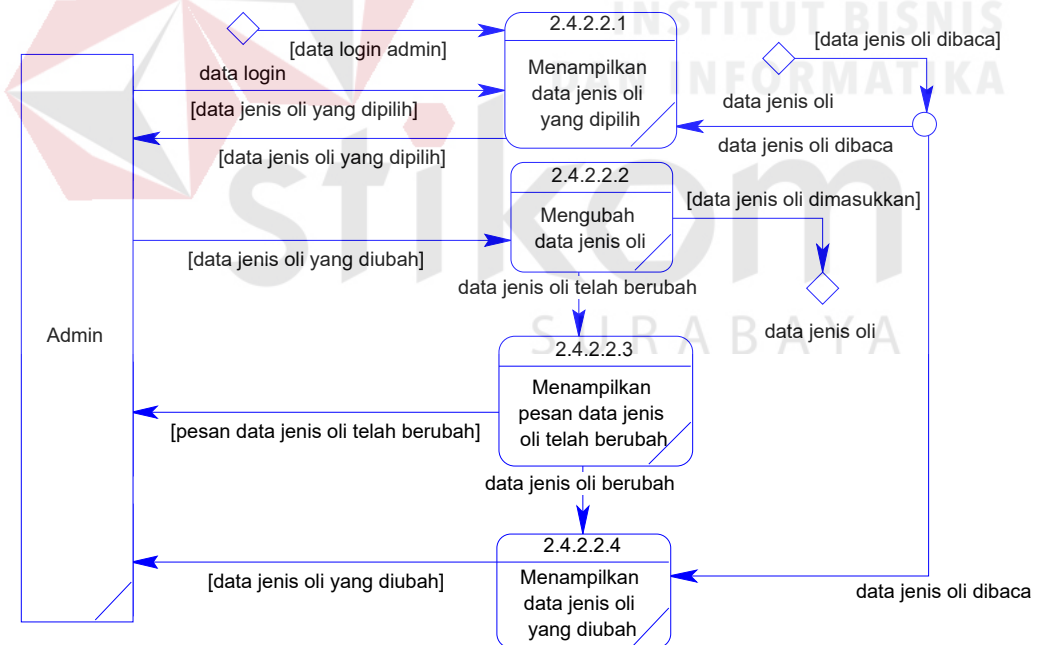 INSTITUT BISNIS
DAN INFORMATIKA
stikom
SURABAYA
2.4.2.2.1
Menampilkan
data jenis oli
yang dipilih
[data login admin]
data login
[data jenis oli yang dipilih]
[data jenis oli yang dipilih]
[data jenis oli dibaca]
data jenis oli
data jenis oli dibaca
2.4.2.2.2
Mengubah
data jenis oli
[data jenis oli dimasukkan]
[data jenis oli yang diubah]
data jenis oli telah berubah
data jenis oli
Admin
2.4.2.2.3
Menampilkan
pesan data jenis
oli telah berubah
[pesan data jenis oli telah berubah]
data jenis oli berubah
2.4.2.2.4
Menampilkan
data jenis oli
yang diubah
[data jenis oli yang diubah]
data jenis oli dibaca